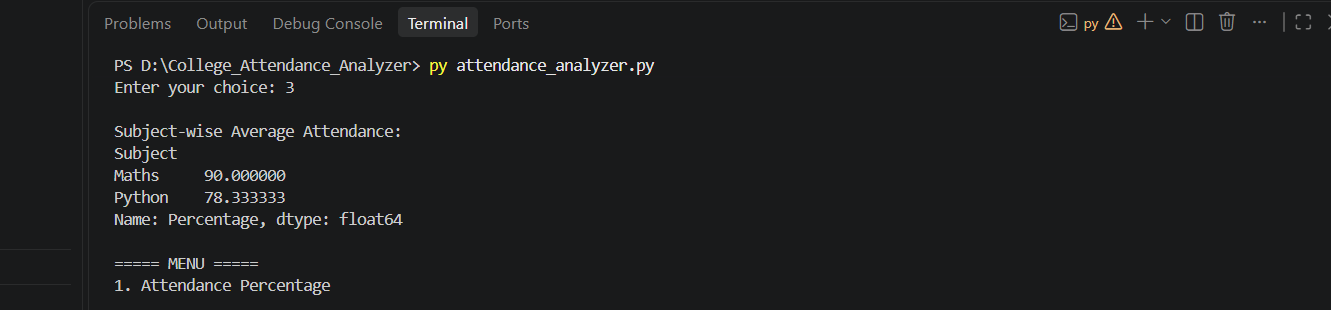 Problems Output Debug Console Terminal Ports py
PS D:\College_Attendance_Analyzer> py attendance_analyzer.py
Enter your choice: 3
Subject-wise Average Attendance:
Subject
Maths     90.000000
Python    78.333333
Name: Percentage, dtype: float64
===== MENU =====
1. Attendance Percentage